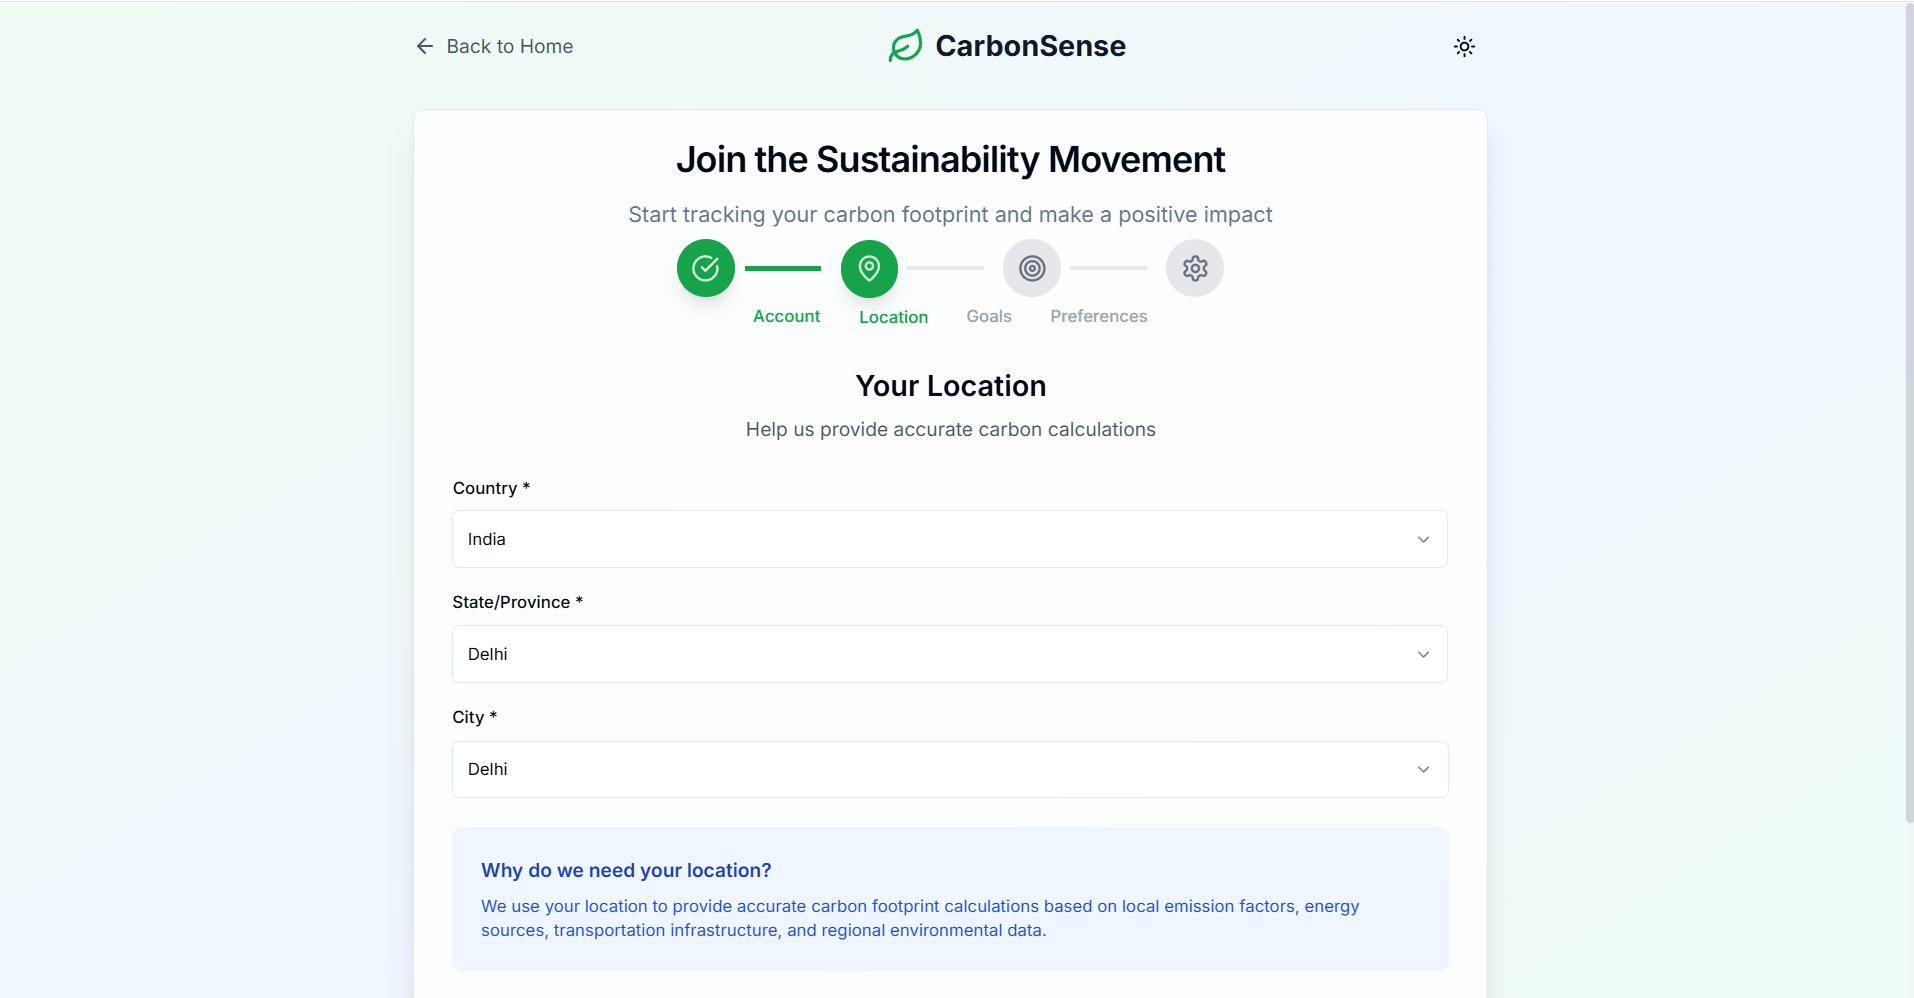 Back to Home
CarbonSense
Join the Sustainability Movement
Start tracking your carbon footprint and make a positive impact
Account
Location
Goals
Preferences
Your Location
Help us provide accurate carbon calculations
Country *
India
State/Province *
Delhi
City *
Delhi
Why do we need your location?
We use your location to provide accurate carbon footprint calculations based on local emission factors, energy
sources, transportation infrastructure, and regional environmental data.